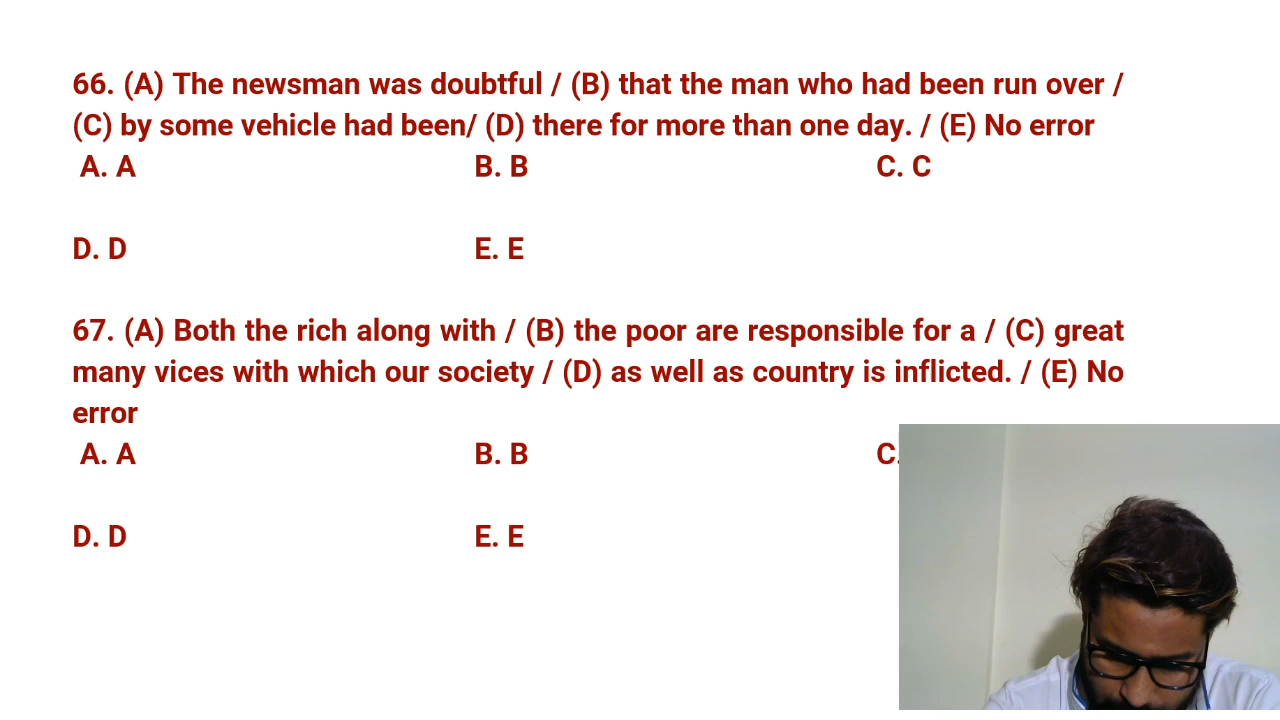 66. (A) The newsman was doubtful / (B) that the man who had been run over /
(C) by some vehicle had been/ (D) there for more than one day. / (E) No error
A. A B. B C. C
D. D E. E
67. (A) Both the rich along with / (B) the poor are responsible for a / (C) great
many vices with which our society / (D) as well as country is inflicted. / (E) No
error
A. A B. B C.
D. D E. E